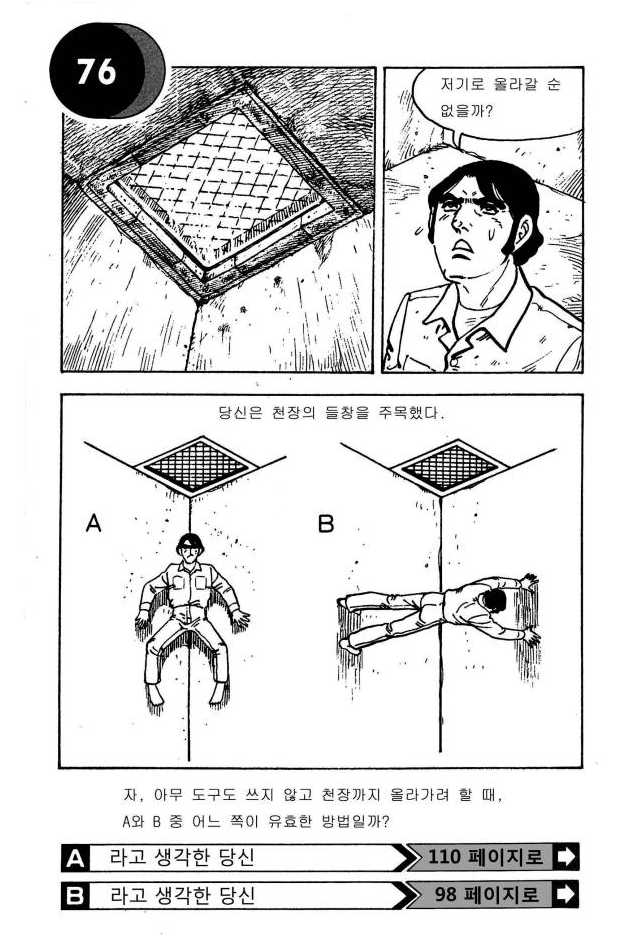 76
저기로 올라갈 순
없을까?
당신은 천장의 들창을 주목했다.
A
B
자, 아무 도구도 쓰지 않고 천장까지 올라가려 할 때,
A와 B 중 어느 쪽이 유효한 방법일까?
A 라고 생각한 당신 110 페이지로
B 라고 생각한 당신 98 페이지로